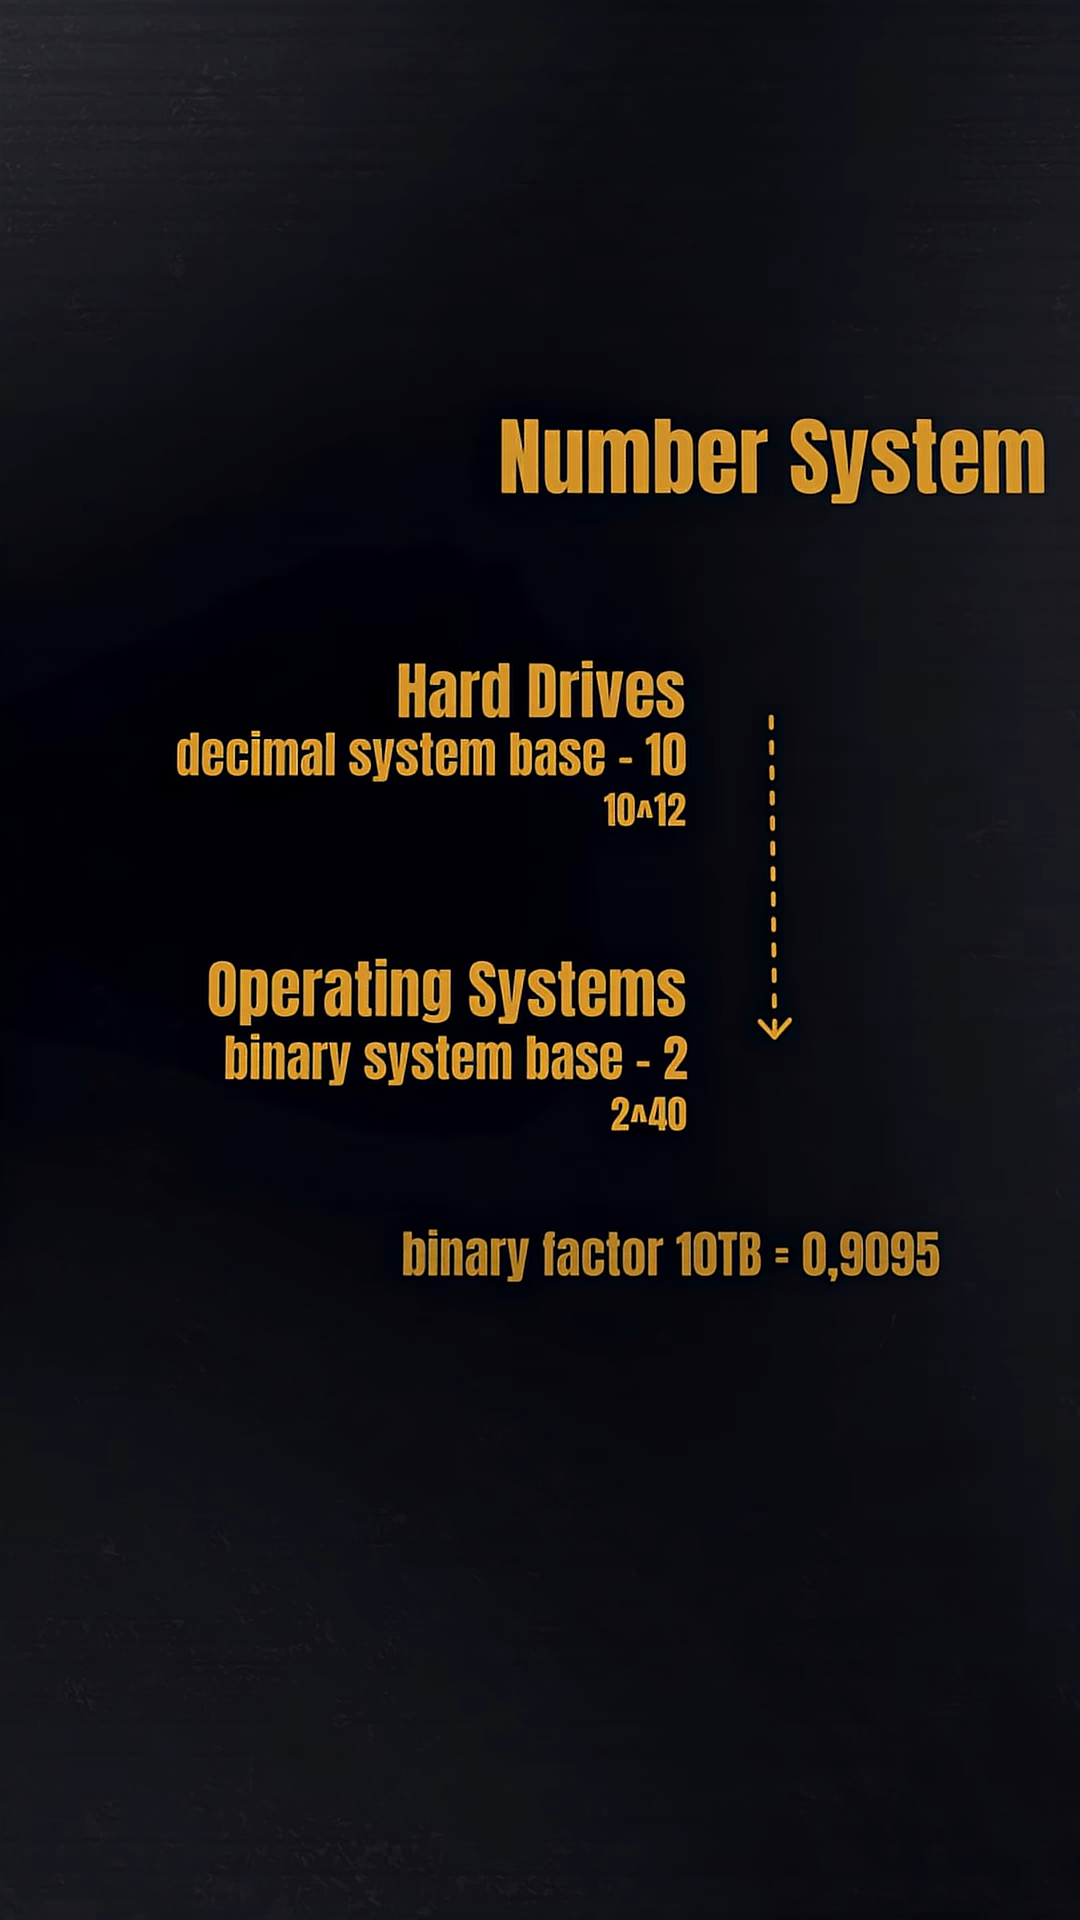 Number System
Hard Drives
decimal system base - 10
10^12
Operating Systems
binary system base - 2
2^40
binary factor 10TB = 0,9095